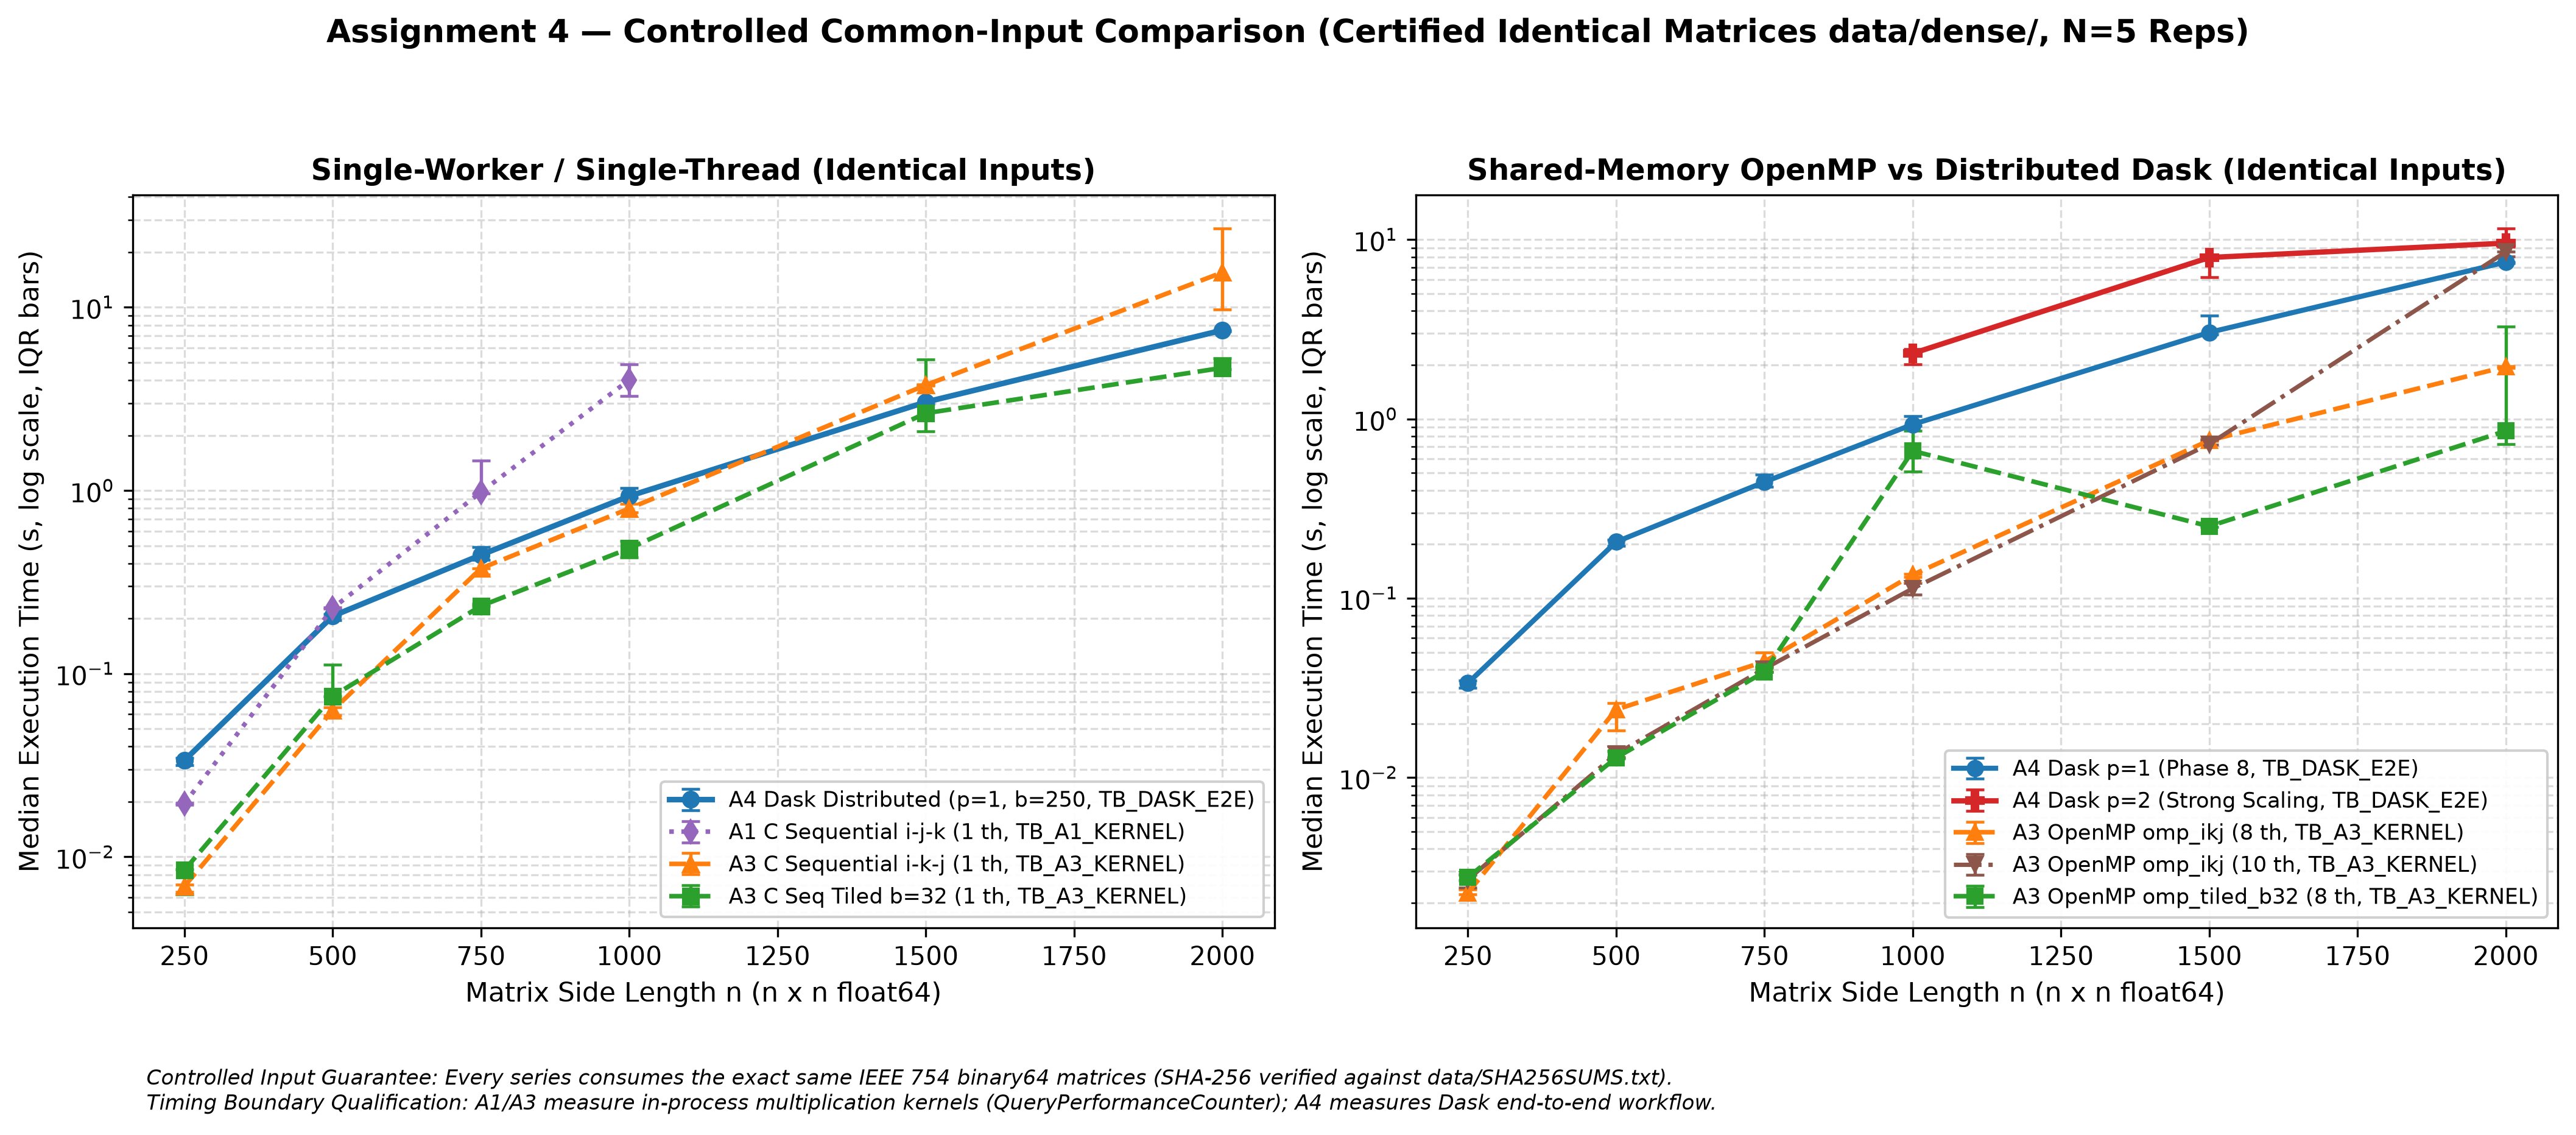 Assignment 4 — Controlled Common-Input Comparison (Certified Identical Matrices data/dense/, N=5 Reps)
Single-Worker / Single-Thread (Identical Inputs)
Median Execution Time (s, log scale, IQR bars)
10¹
10⁰
10⁻¹
10⁻²
250 500 750 1000 1250 1500 1750 2000
Matrix Side Length n (n x n float64)
A4 Dask Distributed (p=1, b=250, TB_DASK_E2E)
A1 C Sequential i-j-k (1 th, TB_A1_KERNEL)
A3 C Sequential i-k-j (1 th, TB_A3_KERNEL)
A3 C Seq Tiled b=32 (1 th, TB_A3_KERNEL)
Shared-Memory OpenMP vs Distributed Dask (Identical Inputs)
Median Execution Time (s, log scale, IQR bars)
10¹
10⁰
10⁻¹
10⁻²
250 500 750 1000 1250 1500 1750 2000
Matrix Side Length n (n x n float64)
A4 Dask p=1 (Phase 8, TB_DASK_E2E)
A4 Dask p=2 (Strong Scaling, TB_DASK_E2E)
A3 OpenMP omp_ikj (8 th, TB_A3_KERNEL)
A3 OpenMP omp_ikj (10 th, TB_A3_KERNEL)
A3 OpenMP omp_tiled_b32 (8 th, TB_A3_KERNEL)
Controlled Input Guarantee: Every series consumes the exact same IEEE 754 binary64 matrices (SHA-256 verified against data/SHA256SUMS.txt).
Timing Boundary Qualification: A1/A3 measure in-process multiplication kernels (QueryPerformanceCounter); A4 measures Dask end-to-end workflow.